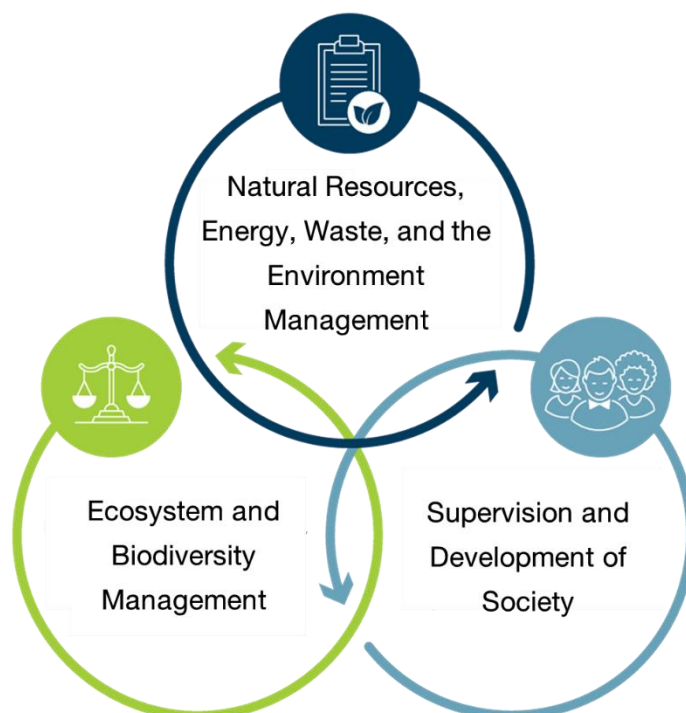 Natural Resources,
Energy, Waste, and the
Environment
Management
Ecosystem and
Biodiversity
Management
Supervision and
Development of
Society